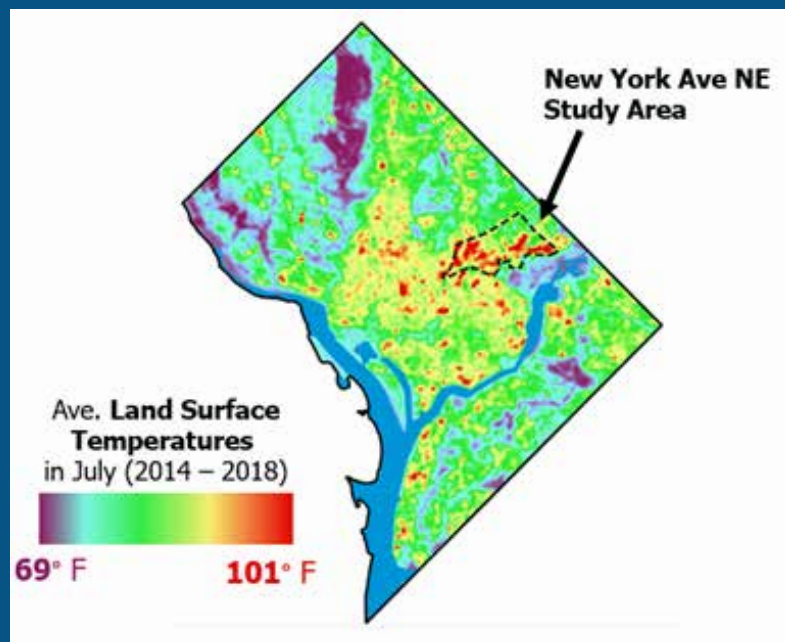 New York Ave NE
Study Area
Ave. Land Surface
Temperatures
in July (2014 – 2018)
69° F
101° F